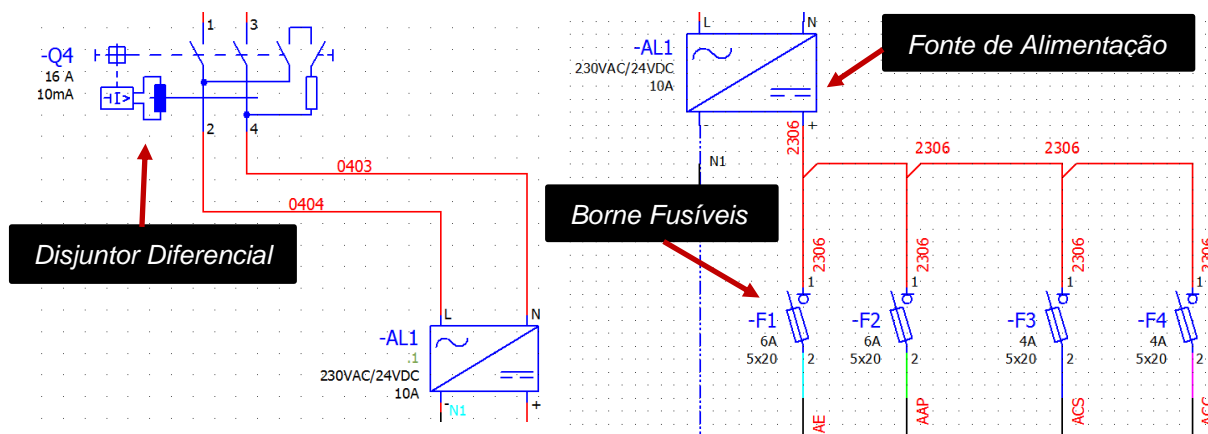 1
3
-Q4
16 A
10mA
I>
2
4
0403
0404
Disjuntor Diferencial
L
N
-AL1
:1
230VAC/24VDC
10A
-
+
N1
L
N
-AL1
230VAC/24VDC
10A
Fonte de Alimentação
-
+
2306
N1
2306
2306
Borne Fusíveis
2306
2306
2306
2306
1
1
1
1
-F1
6A
5x20
2
-F2
6A
5x20
2
-F3
4A
5x20
2
-F4
4A
5x20
2
AE
AAP
ACS